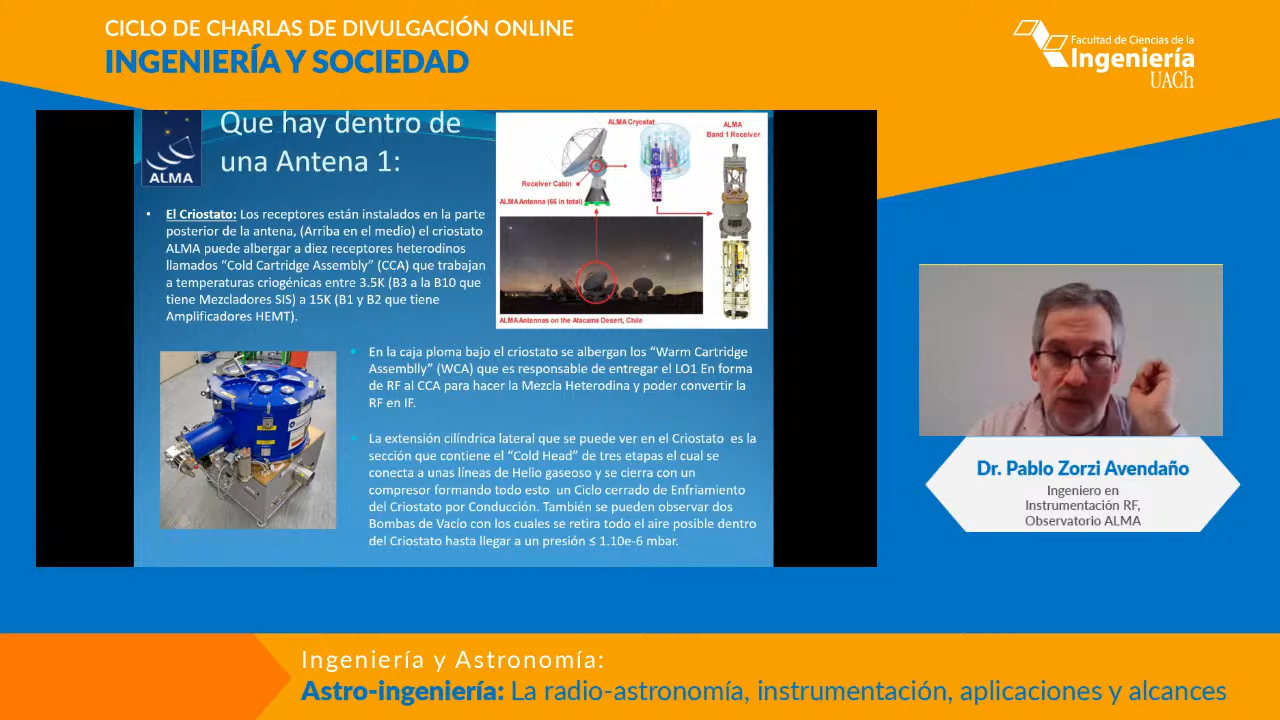 CICLO DE CHARLAS DE DIVULGACIÓN ONLINE
INGENIERÍA Y SOCIEDAD
Facultad de Ciencias de la
Ingeniería
UACh
ALMA
Que hay dentro de
una Antena 1:
ALMA Cryostat
ALMA
Band 1 Receiver
Receiver Cabin
ALMA Antenna (66 in total)
ALMA Antennas on the Atacama Desert, Chile
• El Criostato: Los receptores están instalados en la parte
posterior de la antena, (Arriba en el medio) el criostato
ALMA puede albergar a diez receptores heterodinos
llamados "Cold Cartridge Assembly" (CCA) que trabajan
a temperaturas criogénicas entre 3.5K (B3 a la B10 que
tiene Mezcladores SIS) a 15K (B1 y B2 que tiene
Amplificadores HEMT).
• En la caja ploma bajo el criostato se albergan los "Warm Cartridge
Assemblly" (WCA) que es responsable de entregar el LO1 En forma
de RF al CCA para hacer la Mezcla Heterodina y poder convertir la
RF en IF.
• La extensión cilíndrica lateral que se puede ver en el Criostato es la
sección que contiene el "Cold Head" de tres etapas el cual se
conecta a unas líneas de Helio gaseoso y se cierra con un
compresor formando todo esto un Ciclo cerrado de Enfriamiento
del Criostato por Conducción. También se pueden observar dos
Bombas de Vacío con los cuales se retira todo el aire posible dentro
del Criostato hasta llegar a un presión ≤ 1.10e-6 mbar.
Dr. Pablo Zorzi Avendaño
Ingeniero en
Instrumentación RF,
Observatorio ALMA
Ingeniería y Astronomía:
Astro-ingeniería: La radio-astronomía, instrumentación, aplicaciones y alcances